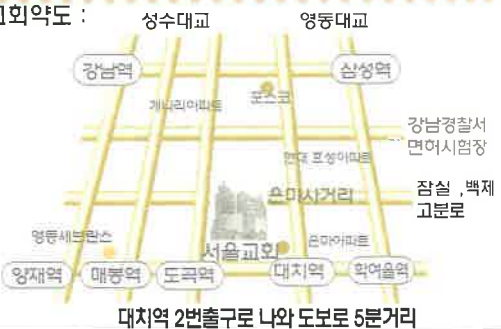 교회약도 :
성수대교
영동대교
강남역
삼성역
포스코
개나리아파트
강남경찰서
면허시험장
현대 효성아파트
잠실 ,백제
고분로
은마사거리
영동세브란스
서울교회
은마아파트
양재역
매봉역
도곡역
대치역
학여울역
대치역 2번출구로 나와 도보로 5분거리